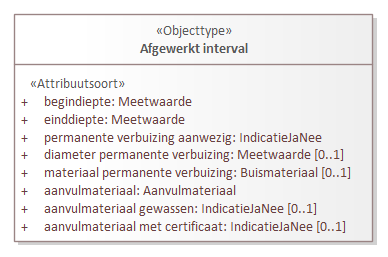 «Objecttype»
Afgewerkt interval
«Attribuutsoort»
+ begindiepte: Meetwaarde
+ einddiepte: Meetwaarde
+ permanente verbuizing aanwezig: IndicatieJaNee
+ diameter permanente verbuizing: Meetwaarde [0..1]
+ materiaal permanente verbuizing: Buismateriaal [0..1]
+ aanvulmateriaal: Aanvulmateriaal
+ aanvulmateriaal gewassen: IndicatieJaNee [0..1]
+ aanvulmateriaal met certificaat: IndicatieJaNee [0..1]